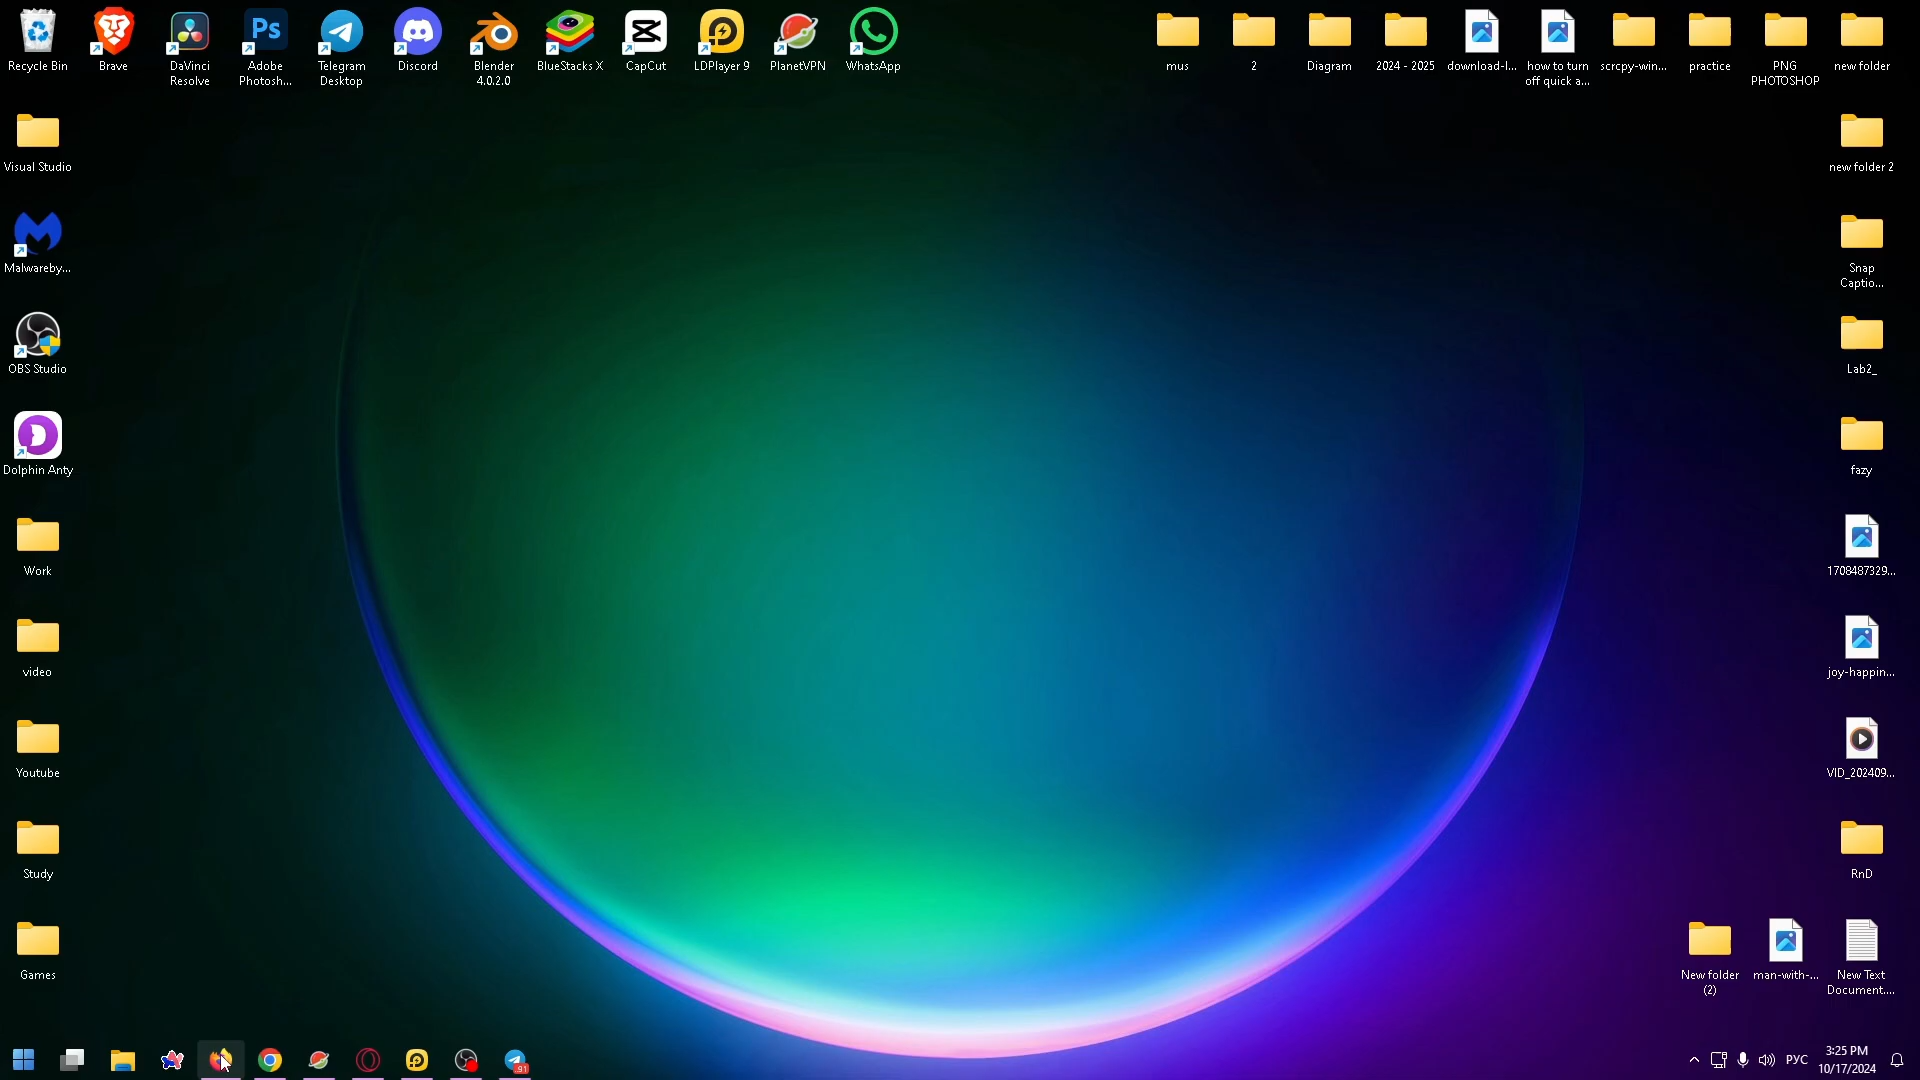 Recycle Bin
Brave
DaVinci
Resolve
Adobe
Photosh...
Telegram
Desktop
Discord
Blender
4.0.2.0
BlueStacks X
CapCut
LDPlayer 9
PlanetVPN
WhatsApp
mus
2
Diagram
2024 - 2025
download-l...
how to turn
off quick a...
scrcpy-win...
practice
PNG
PHOTOSHOP
new folder
Visual Studio
new folder 2
Malwareby...
Snap
Captio...
OBS Studio
Lab2_
Dolphin Anty
fazy
Work
1708487329...
video
joy-happin...
Youtube
VID_202409...
Study
RnD
Games
New folder
(2)
man-with-...
New Text
Document....
Ps
91
РУС
3:25 PM
10/17/2024